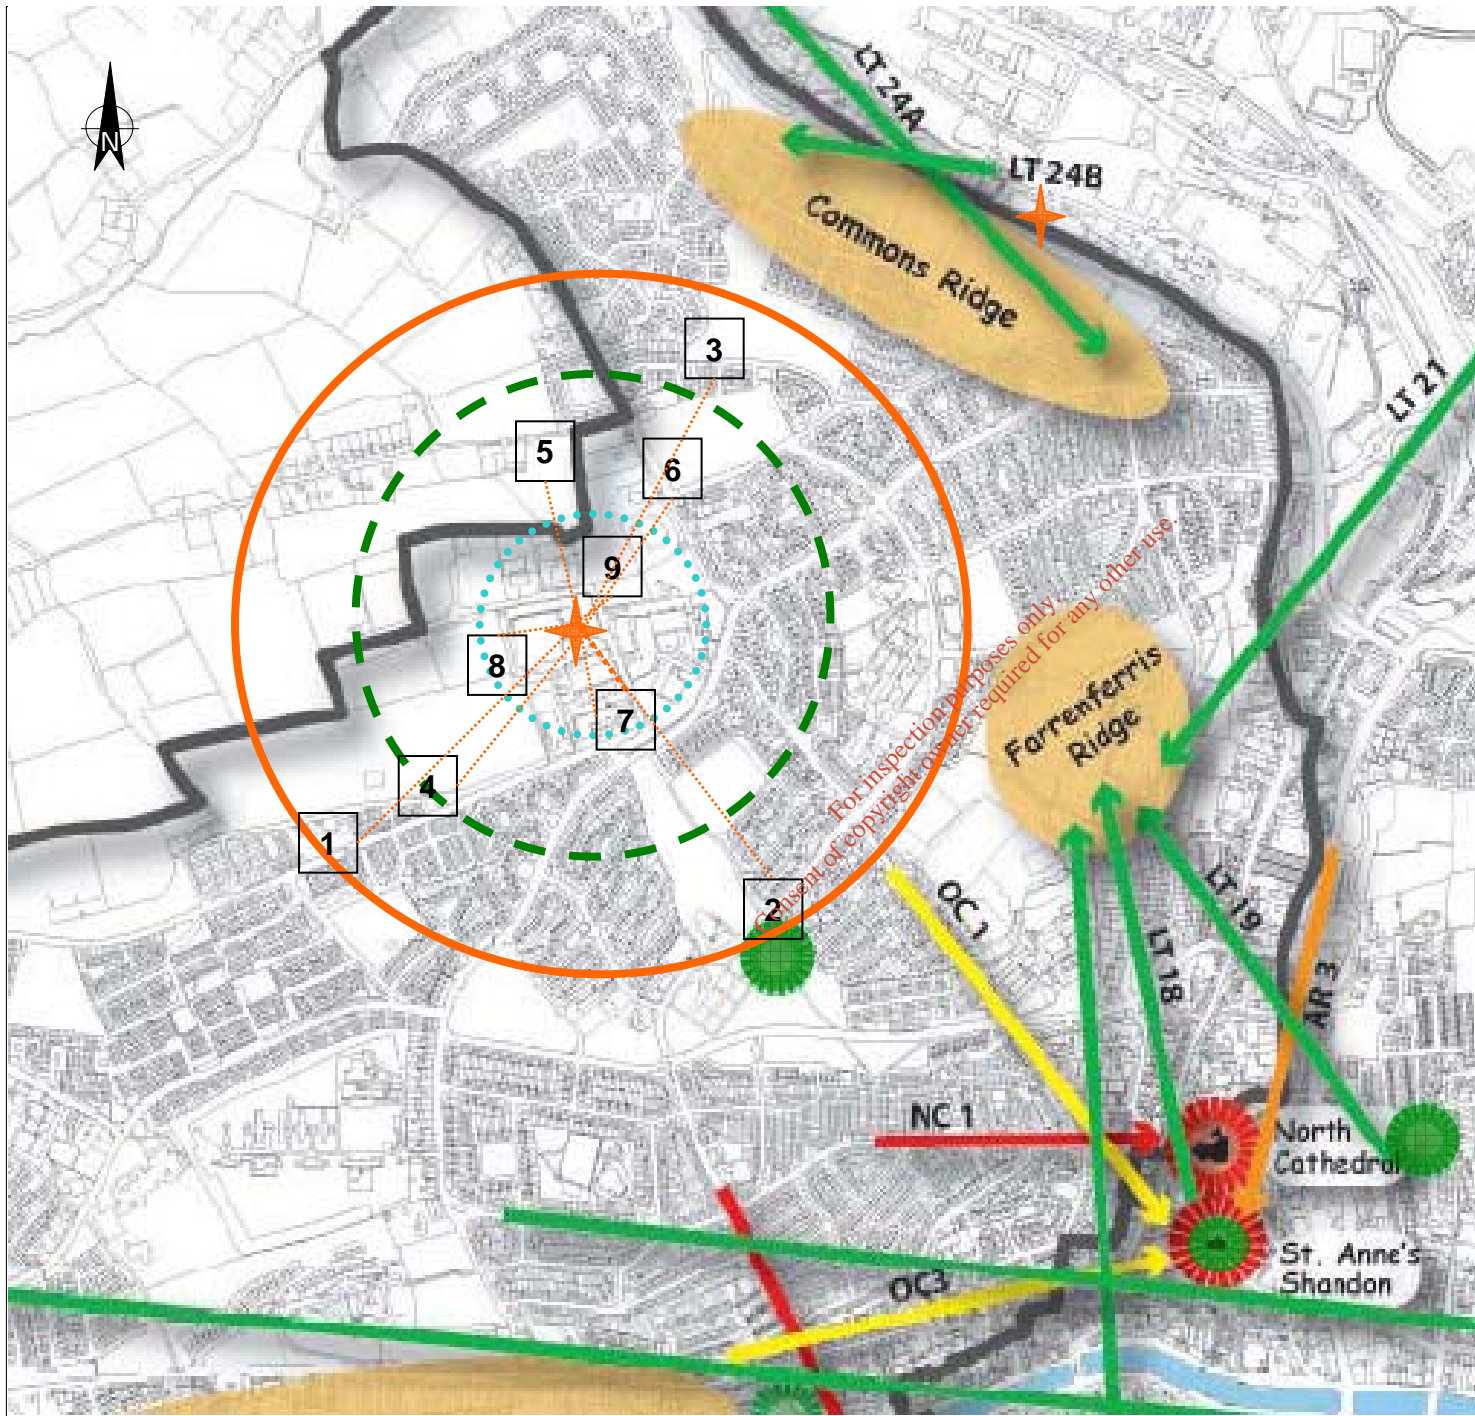 N
LT 24A
LT 24B
Commons Ridge
3
LT 21
5
6
9
For inspection purposes only.
Consent of copyright owner required for any other use.
8
7
Farrenferris
Ridge
4
1
2
OC 1
LT 19
LT 18
AR 3
NC 1
North
Cathedral
St. Anne's
Shandon
OC3